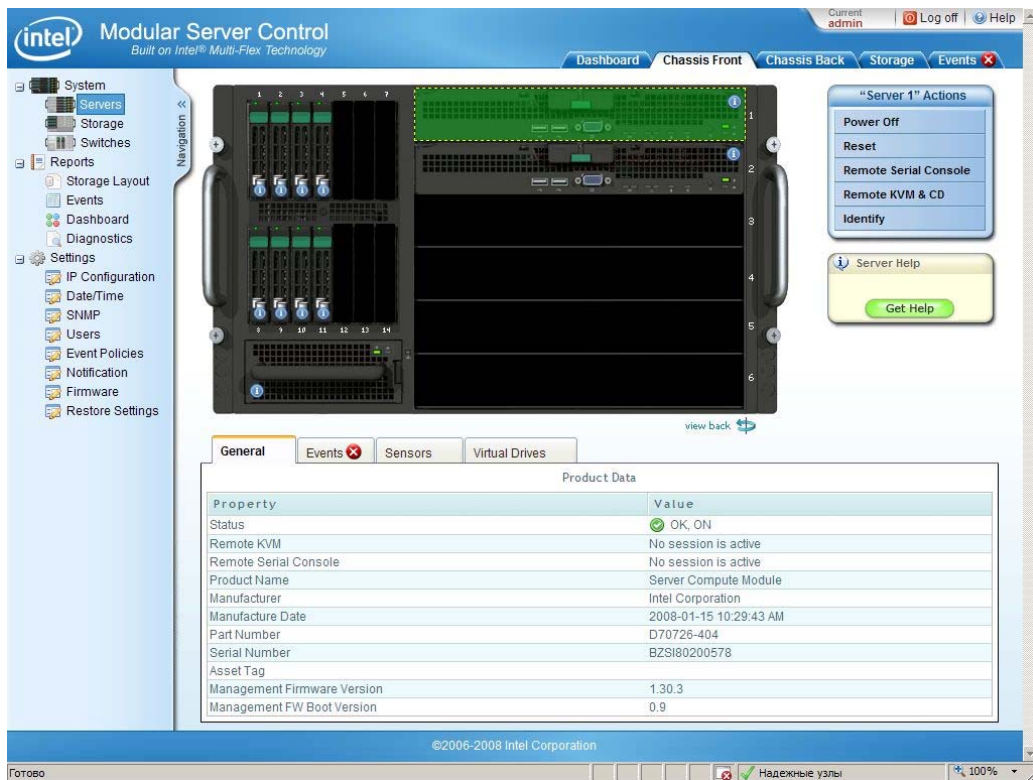 intel
Modular Server Control
Built on Intel® Multi-Flex Technology
Current
admin
Log off
Help
Dashboard
Chassis Front
Chassis Back
Storage
Events
System
Servers
Storage
Switches
Reports
Storage Layout
Events
Dashboard
Diagnostics
Settings
IP Configuration
Date/Time
SNMP
Users
Event Policies
Notification
Firmware
Restore Settings
Navigation
1 2 3 4 5 6 7
8 9 10 11 12 13 14
1
2
3
4
5
6
view back
"Server 1" Actions
Power Off
Reset
Remote Serial Console
Remote KVM & CD
Identify
Server Help
Get Help
General
Events
Sensors
Virtual Drives
Product Data
Property Value
Status OK, ON
Remote KVM No session is active
Remote Serial Console No session is active
Product Name Server Compute Module
Manufacturer Intel Corporation
Manufacture Date 2008-01-15 10:29:43 AM
Part Number D70726-404
Serial Number BZSI80200578
Asset Tag
Management Firmware Version 1.30.3
Management FW Boot Version 0.9
©2006-2008 Intel Corporation
Готово
Надежные узлы
100%